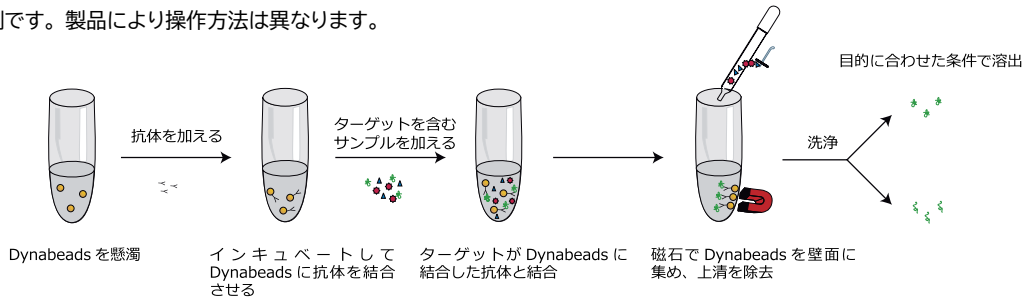 です。製品により操作方法は異なります。
目的に合わせた条件で溶出
抗体を加える
ターゲットを含む
サンプルを加える
洗浄
Dynabeads を懸濁
インキュベートして
Dynabeads に抗体を結合
させる
ターゲットが Dynabeads に
結合した抗体と結合
磁石で Dynabeads を壁面に
集め、上清を除去